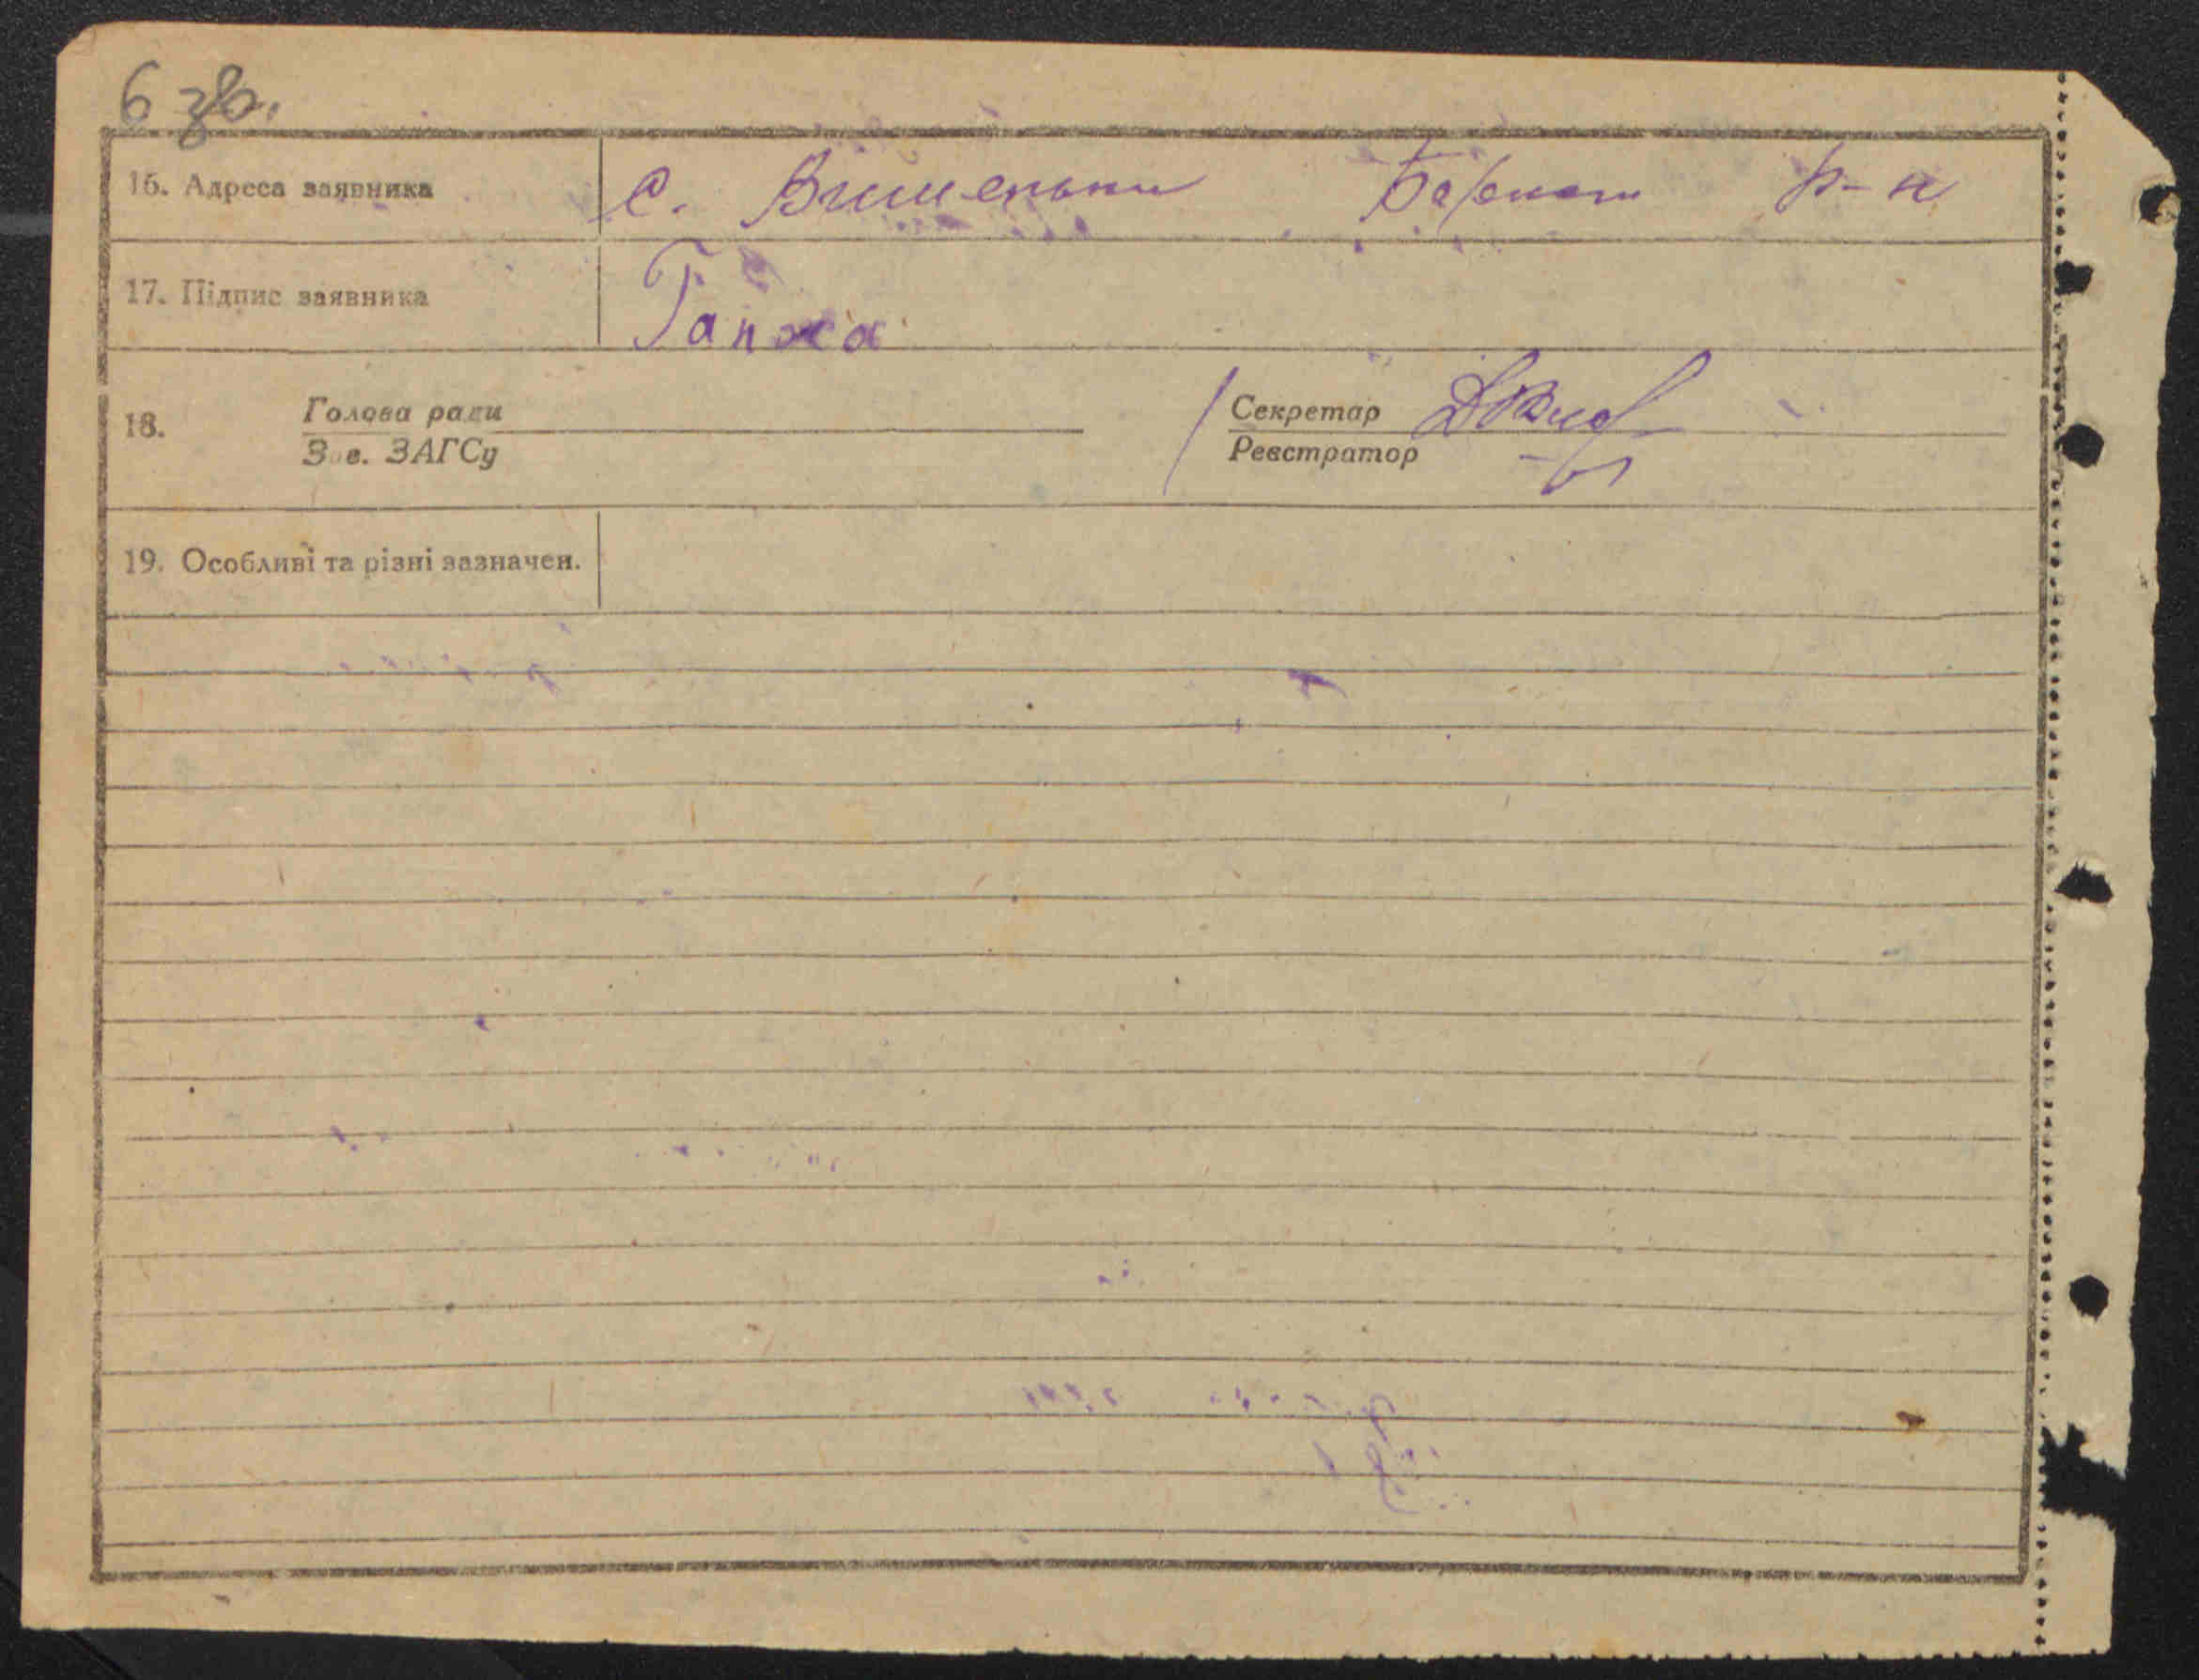 6 зв.
16. Адреса заявника с. Вишеньки р-н
17. Підпис заявника Ганжа
18. Голова ради Секретар
Зав. ЗАГСу Реєстратор
19. Особливі та різні зазначен.